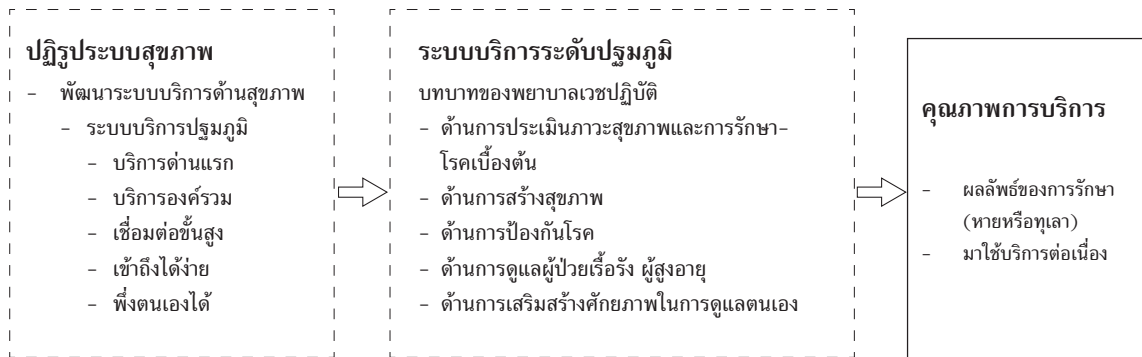 ปฏิรูประบบสุขภาพ
- พัฒนาระบบบริการด้านสุขภาพ
- ระบบบริการปฐมภูมิ
- บริการด่านแรก
- บริการองค์รวม
- เชื่อมต่อขั้นสูง
- เข้าถึงได้ง่าย
- พึ่งตนเองได้
ระบบบริการระดับปฐมภูมิ
บทบาทของพยาบาลเวชปฏิบัติ
- ด้านการประเมินภาวะสุขภาพและการรักษา-
โรคเบื้องต้น
- ด้านการสร้างสุขภาพ
- ด้านการป้องกันโรค
- ด้านการดูแลผู้ป่วยเรื้อรัง ผู้สูงอายุ
- ด้านการเสริมสร้างศักยภาพในการดูแลตนเอง
คุณภาพการบริการ
- ผลลัพธ์ของการรักษา
(หายหรือทุเลา)
- มาใช้บริการต่อเนื่อง